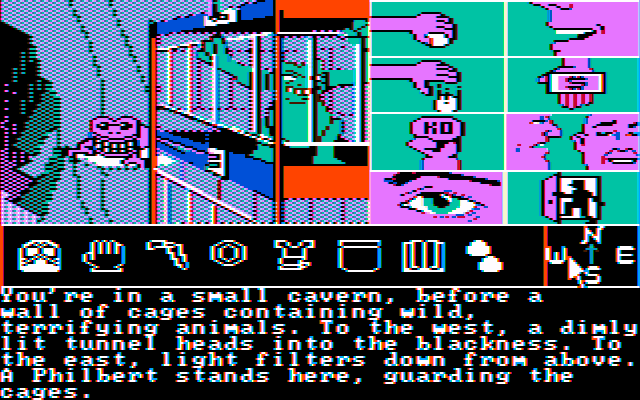 S
KO
N
W E
S
You're in a small cavern, before a
wall of cages containing wild,
terrifying animals. To the west, a dimly
lit tunnel heads into the blackness. To
the east, light filters down from above.
A Philbert stands here, guarding the
cages.